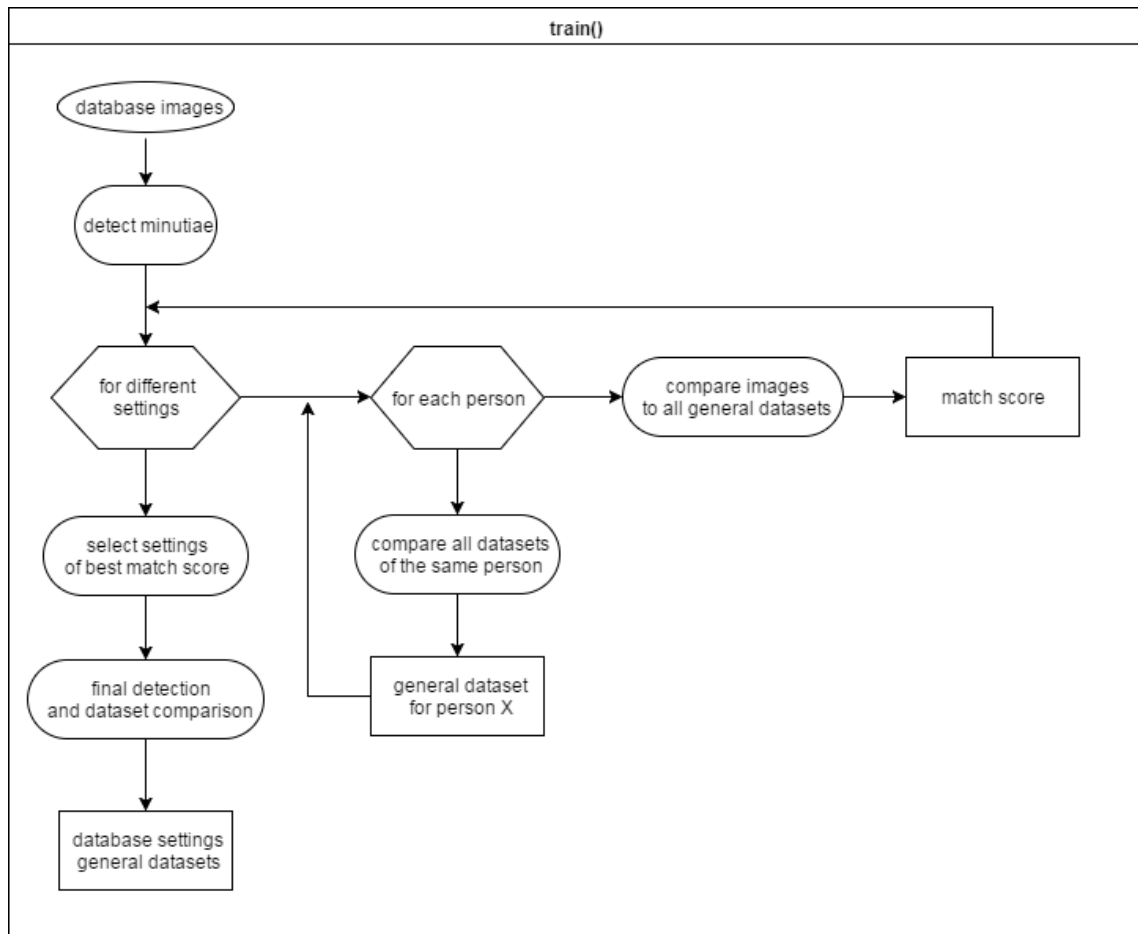 train()
database images
detect minutiae
for different
settings
for each person
compare images
to all general datasets
match score
select settings
of best match score
compare all datasets
of the same person
final detection
and dataset comparison
general dataset
for person X
database settings
general datasets